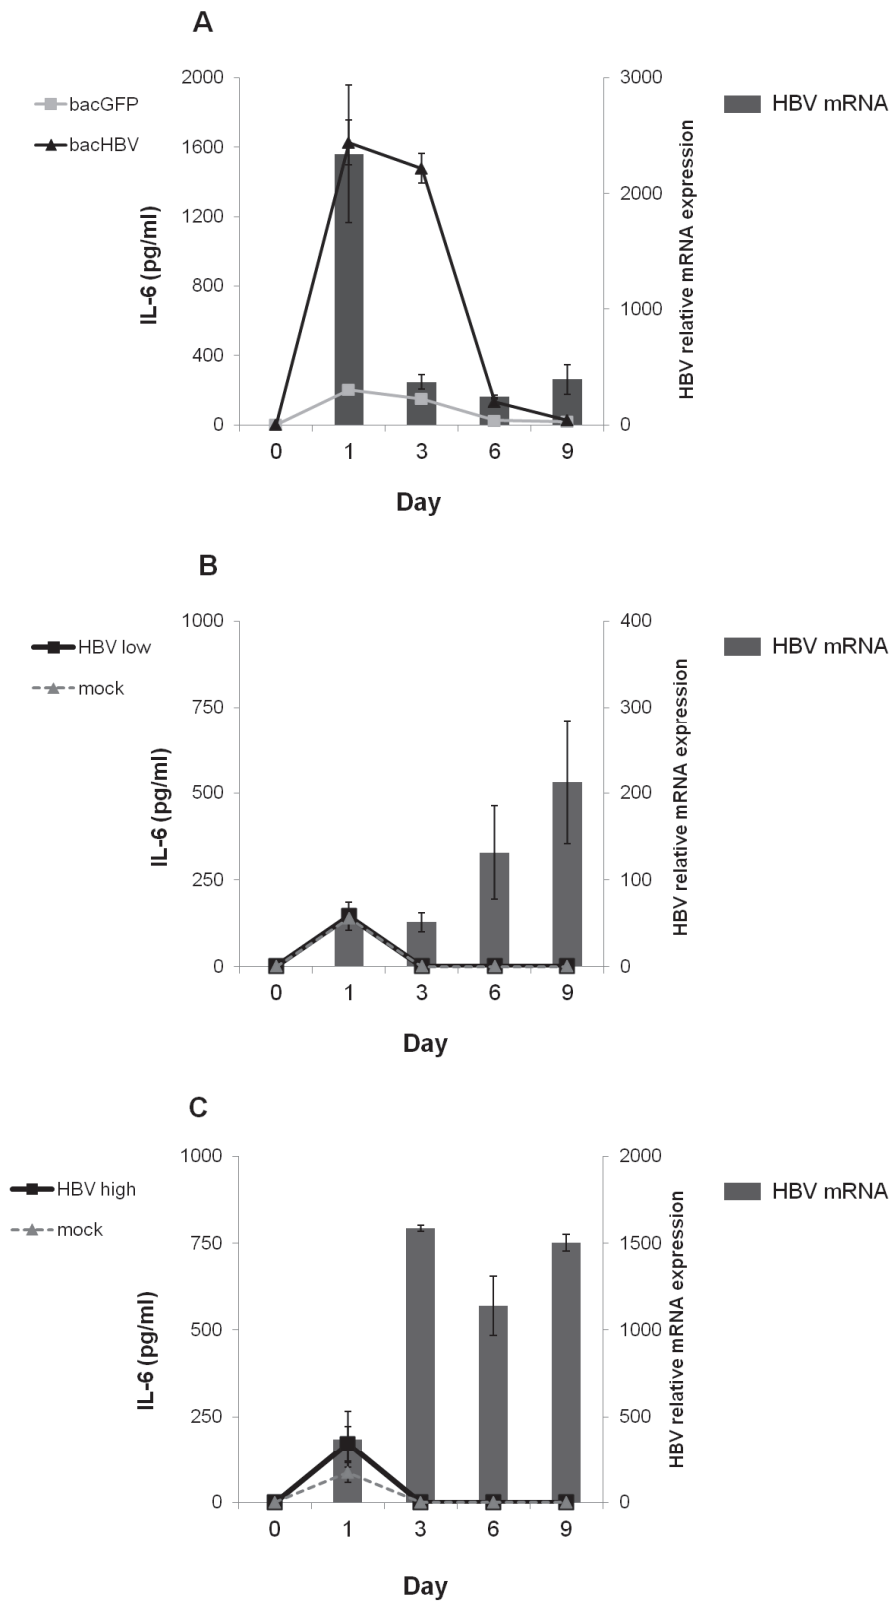 A
bacGFP
bacHBV
HBV mRNA
2000
1600
1200
800
400
0
IL-6 (pg/ml)
3000
2000
1000
0
HBV relative mRNA expression
0 1 3 6 9
Day
B
HBV low
mock
HBV mRNA
1000
750
500
250
0
IL-6 (pg/ml)
400
300
200
100
0
HBV relative mRNA expression
0 1 3 6 9
Day
C
HBV high
mock
HBV mRNA
1000
750
500
250
0
IL-6 (pg/ml)
2000
1500
1000
500
0
HBV relative mRNA expression
0 1 3 6 9
Day